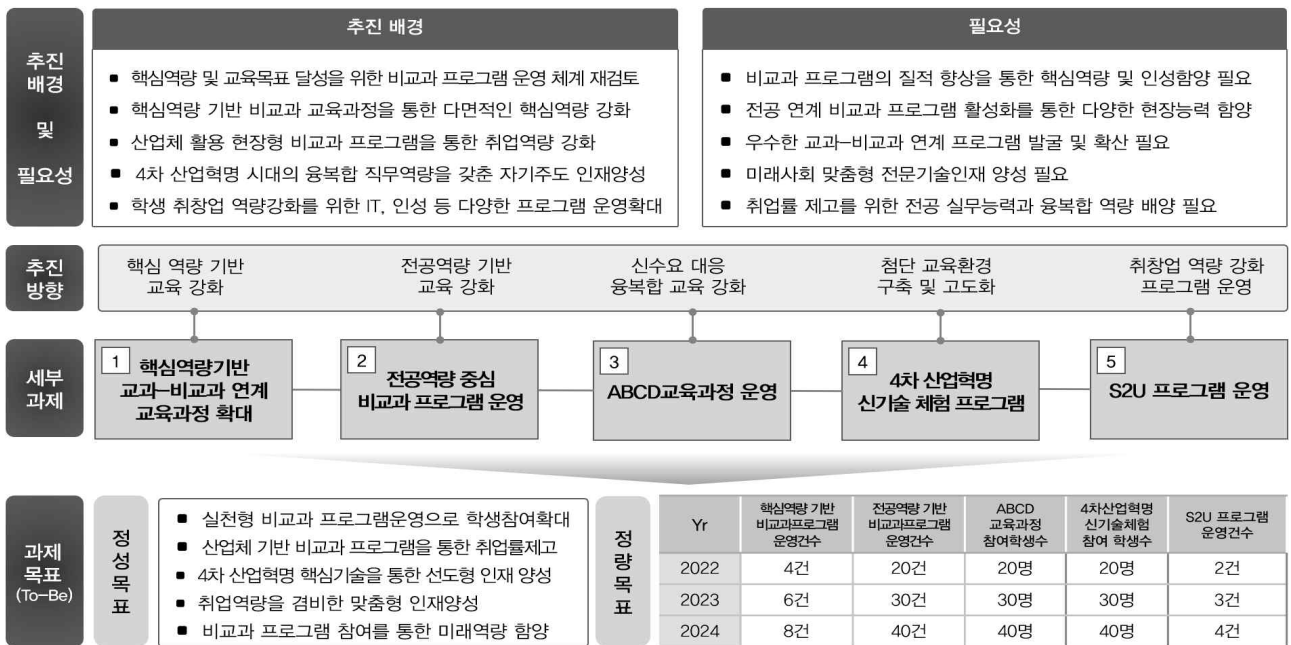 추진
배경
및
필요성
추진 배경
■ 핵심역량 및 교육목표 달성을 위한 비교과 프로그램 운영 체계 재검토
■ 핵심역량 기반 비교과 교육과정을 통한 다면적인 핵심역량 강화
■ 산업체 활용 현장형 비교과 프로그램을 통한 취업역량 강화
■ 4차 산업혁명 시대의 융복합 직무역량을 갖춘 자기주도 인재양성
■ 학생 취창업 역량강화를 위한 IT, 인성 등 다양한 프로그램 운영확대
필요성
■ 비교과 프로그램의 질적 향상을 통한 핵심역량 및 인성함양 필요
■ 전공 연계 비교과 프로그램 활성화를 통한 다양한 현장능력 함양
■ 우수한 교과-비교과 연계 프로그램 발굴 및 확산 필요
■ 미래사회 맞춤형 전문기술인재 양성 필요
■ 취업률 제고를 위한 전공 실무능력과 융복합 역량 배양 필요
추진
방향
핵심 역량 기반
교육 강화
전공역량 기반
교육 강화
신수요 대응
융복합 교육 강화
첨단 교육환경
구축 및 고도화
취창업 역량 강화
프로그램 운영
세부
과제
1 핵심역량기반
교과-비교과 연계
교육과정 확대
2 전공역량 중심
비교과 프로그램 운영
3
ABCD교육과정 운영
4 4차 산업혁명
신기술 체험 프로그램
5
S2U 프로그램 운영
과제
목표
(To-Be)
정성목표
■ 실천형 비교과 프로그램운영으로 학생참여확대
■ 산업체 기반 비교과 프로그램을 통한 취업률제고
■ 4차 산업혁명 핵심기술을 통한 선도형 인재 양성
■ 취업역량을 겸비한 맞춤형 인재양성
■ 비교과 프로그램 참여를 통한 미래역량 함양
정량목표
Yr
핵심역량 기반
비교과프로그램
운영건수
전공역량 기반
비교과프로그램
운영건수
ABCD
교육과정
참여학생수
4차산업혁명
신기술체험
참여 학생수
S2U 프로그램
운영건수
2022 4건 20건 20명 20명 2건
2023 6건 30건 30명 30명 3건
2024 8건 40건 40명 40명 4건